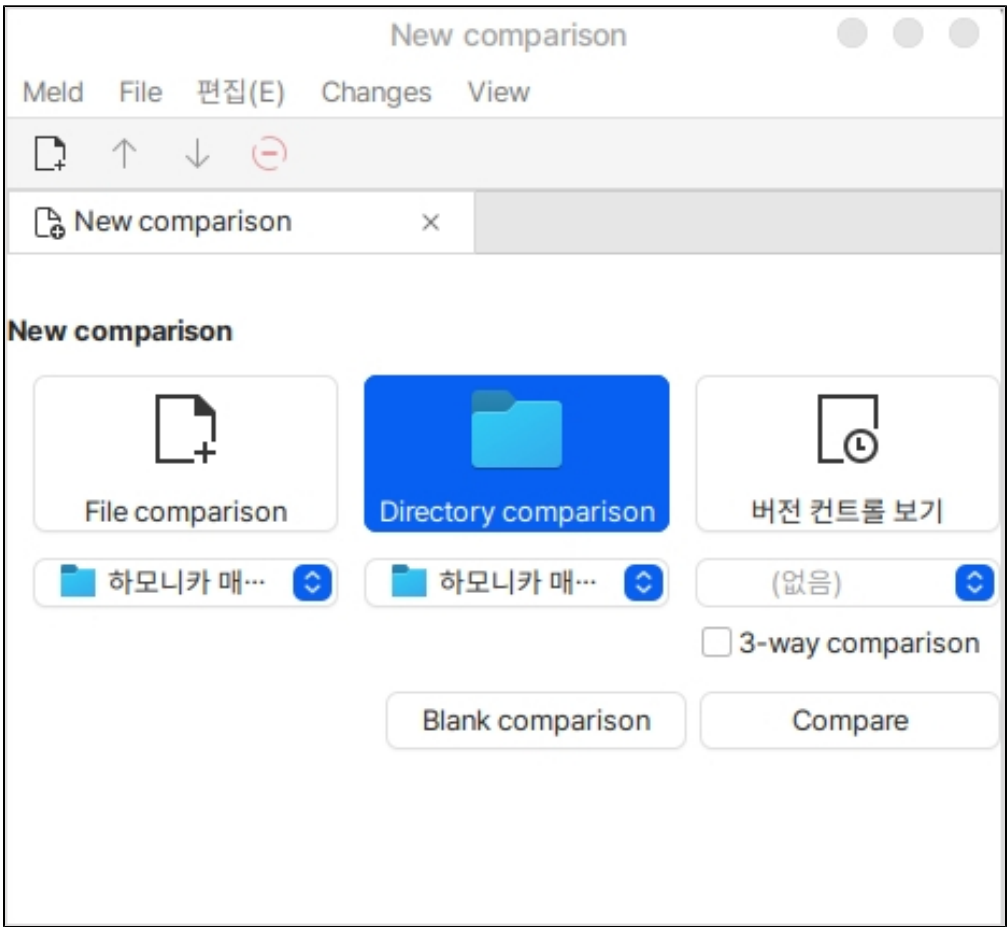 New comparison
Meld File 편집(E) Changes View
New comparison ×
New comparison
File comparison Directory comparison 버전 컨트롤 보기
하모니카 매… 하모니카 매… (없음)
3-way comparison
Blank comparison Compare